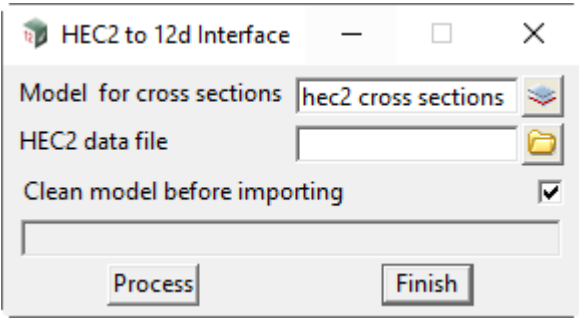 HEC2 to 12d Interface
Model for cross sections hec2 cross sections
HEC2 data file
Clean model before importing
Process Finish